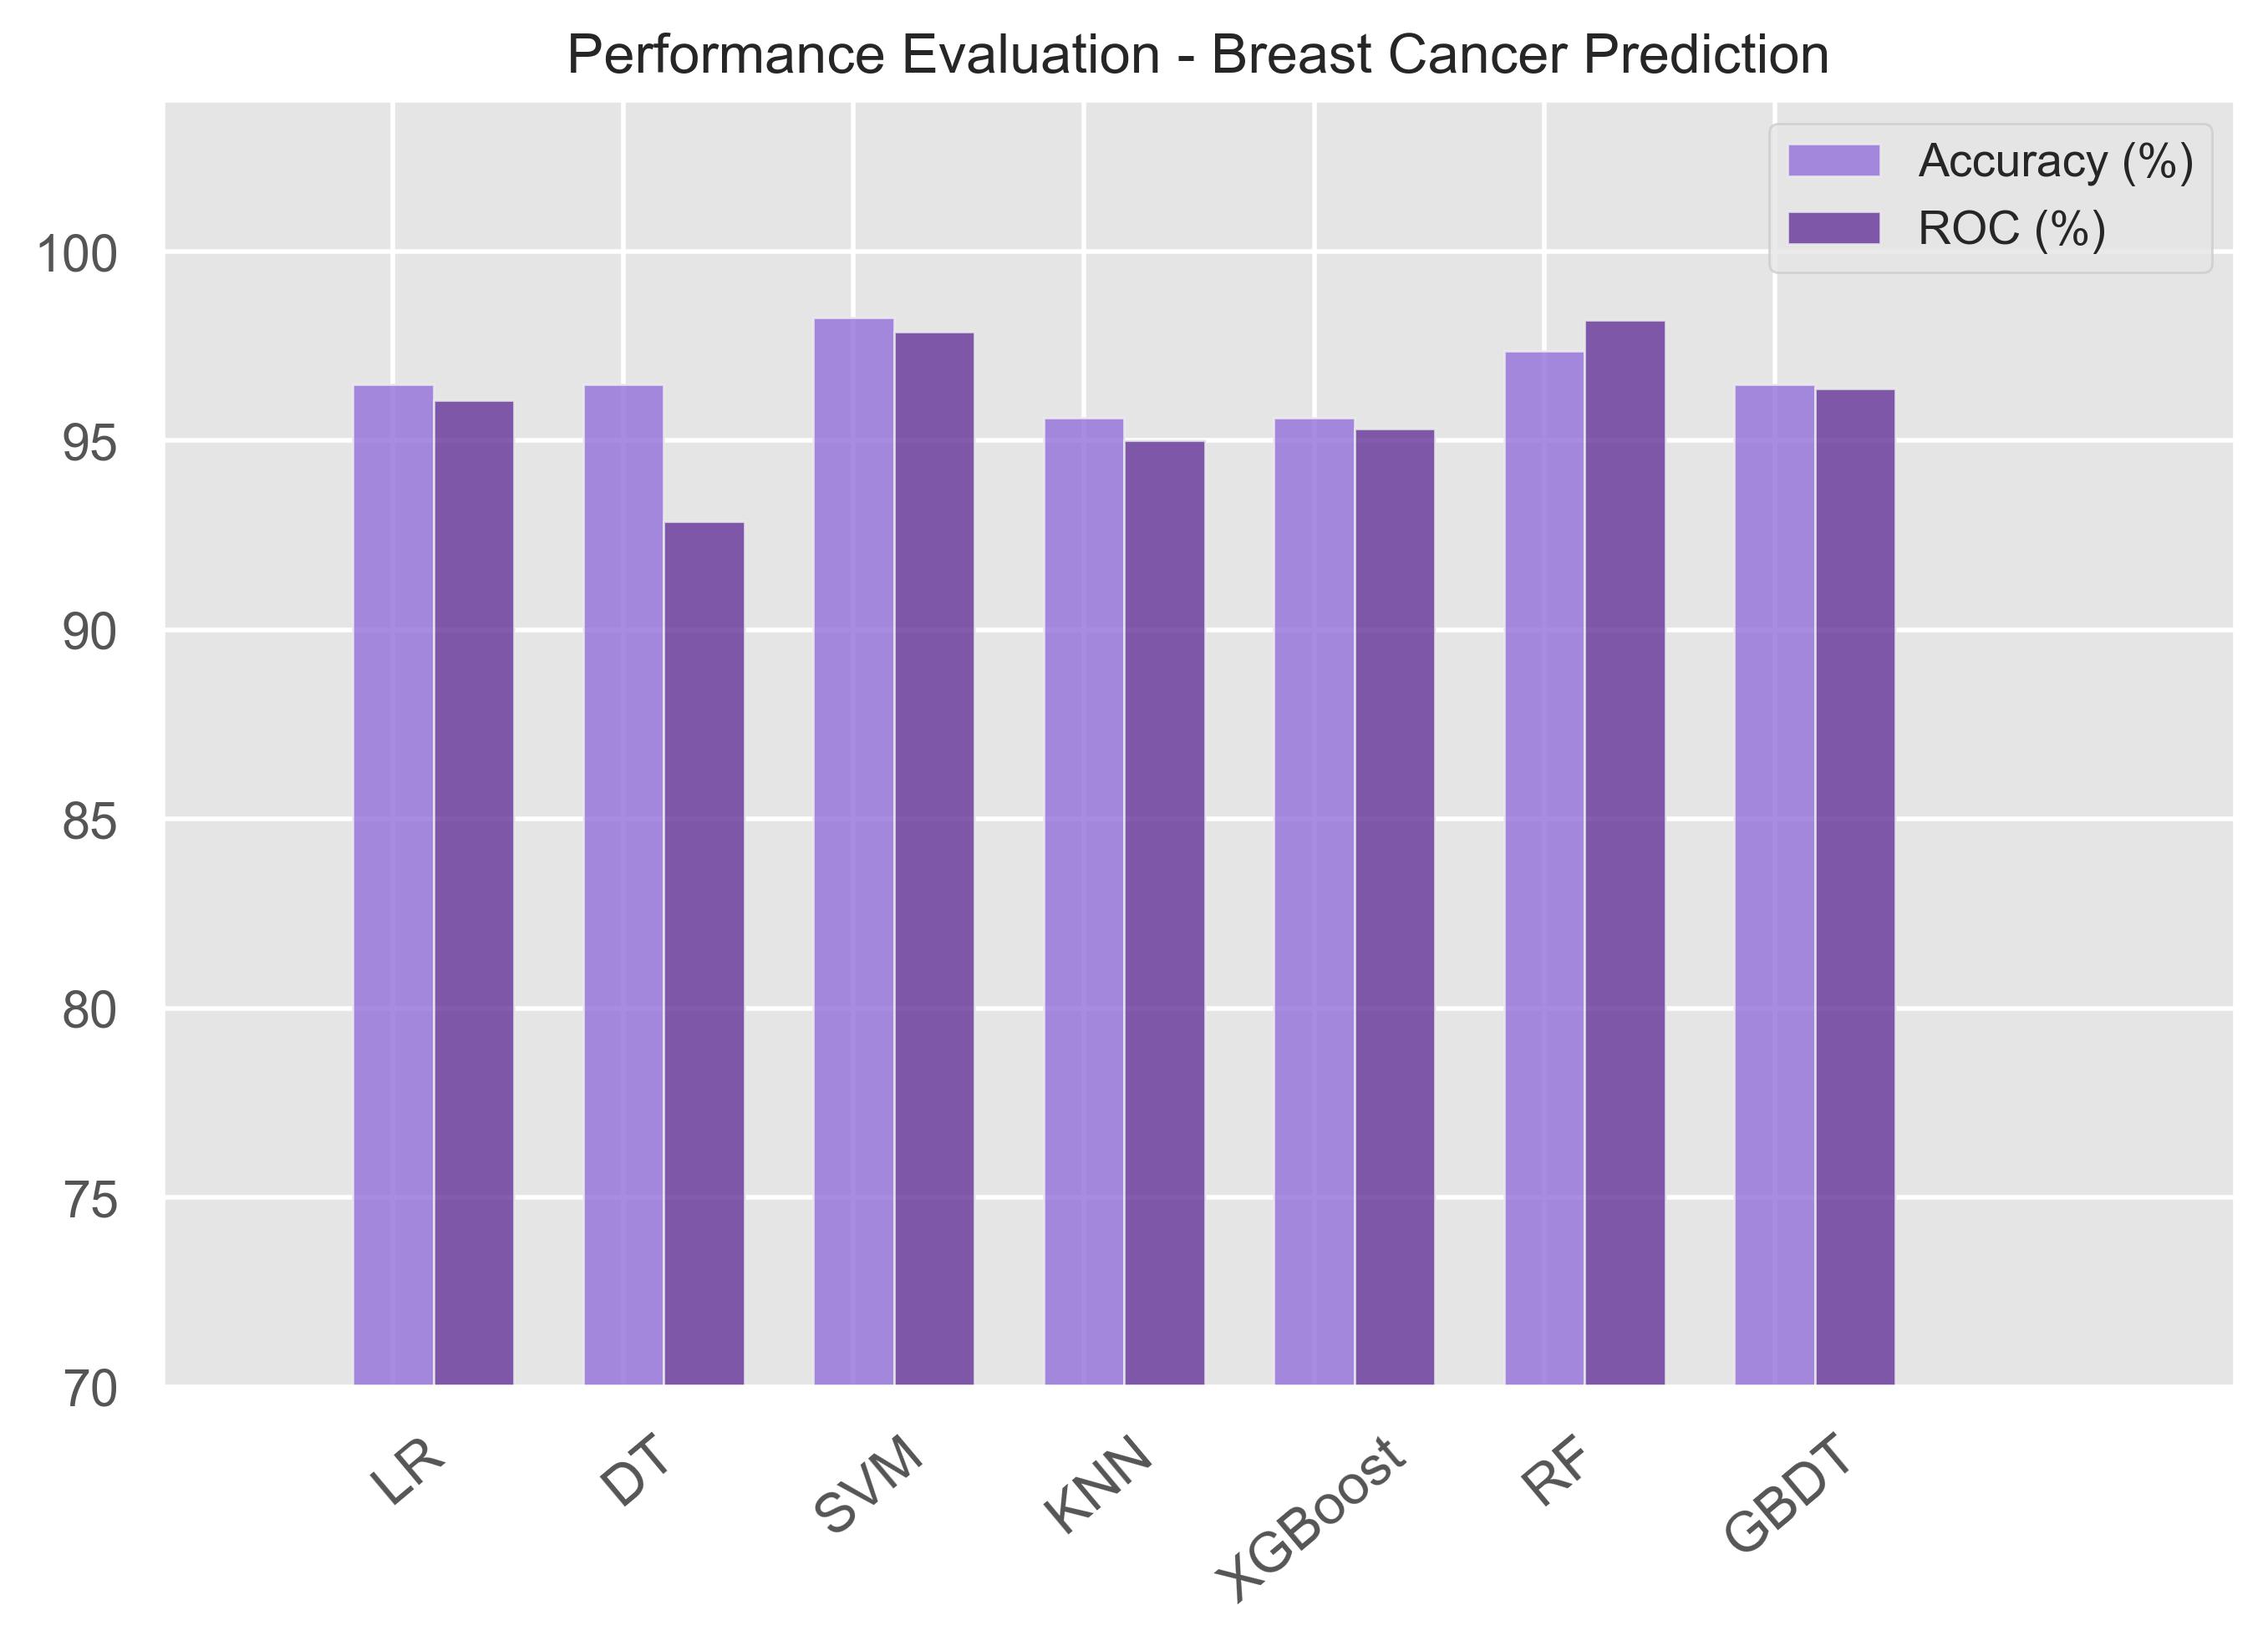 Performance Evaluation - Breast Cancer Prediction
Accuracy (%)
ROC (%)
100
95
90
85
80
75
70
LR
DT
SVM
KNN
XGBoost
RF
GBDT